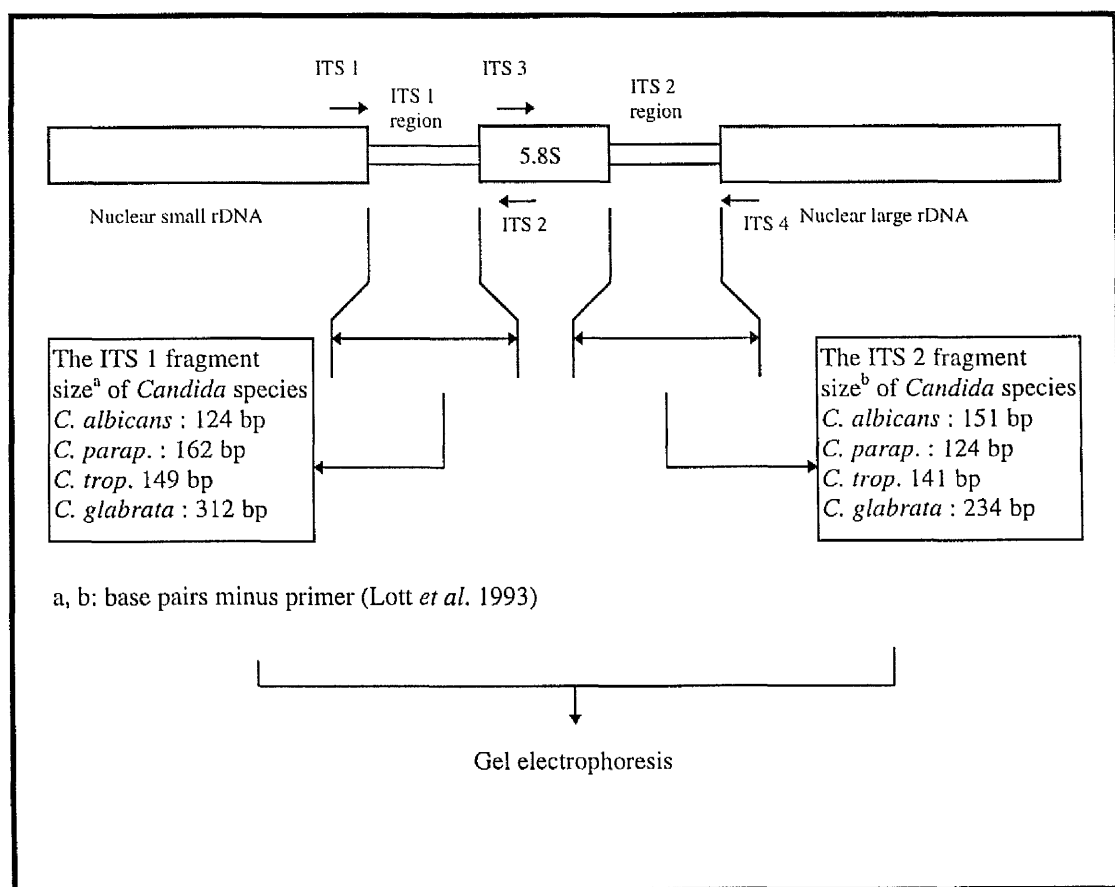 ITS 1
ITS 3
ITS 1
region
ITS 2
region
5.8S
Nuclear small rDNA
ITS 2
ITS 4
Nuclear large rDNA
The ITS 1 fragment
sizeᵃ of Candida species
C. albicans : 124 bp
C. parap. : 162 bp
C. trop. 149 bp
C. glabrata : 312 bp
The ITS 2 fragment
sizeᵇ of Candida species
C. albicans : 151 bp
C. parap. : 124 bp
C. trop. : 141 bp
C. glabrata : 234 bp
a, b: base pairs minus primer (Lott et al. 1993)
Gel electrophoresis